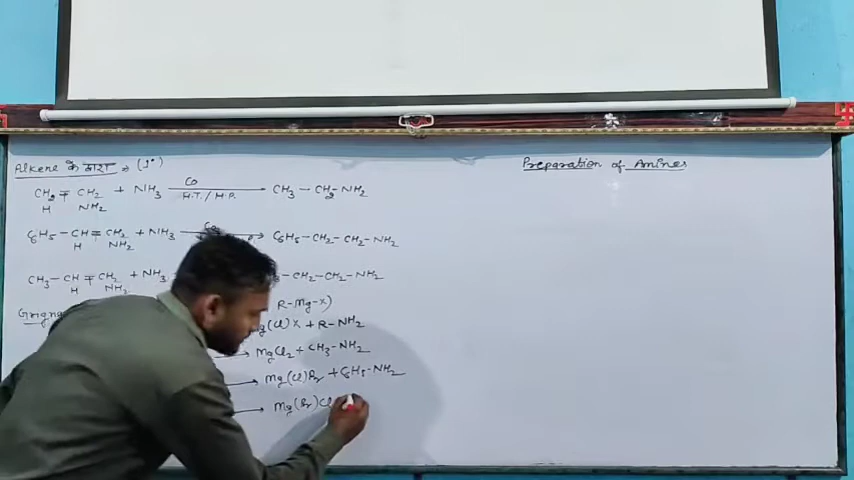 Alkene के द्वारा → (1°)
Preparation of Amines
CH₂ = CH₂ + NH₃ Co H.T./H.P. → CH₃ - CH₂ - NH₂
H NH₂
C₆H₅ - CH = CH₂ + NH₃ → C₆H₅ - CH₂ - CH₂ - NH₂
H NH₂
CH₃ - CH = CH₂ + NH₃ - CH₂ - CH₂ - NH₂
H NH₂
R-Mg-X)
Mg(Cl)X + R-NH₂
→ MgCl₂ + CH₃-NH₂
→ Mg(Cl)Br + C₆H₅-NH₂
→ Mg(Br)Cl